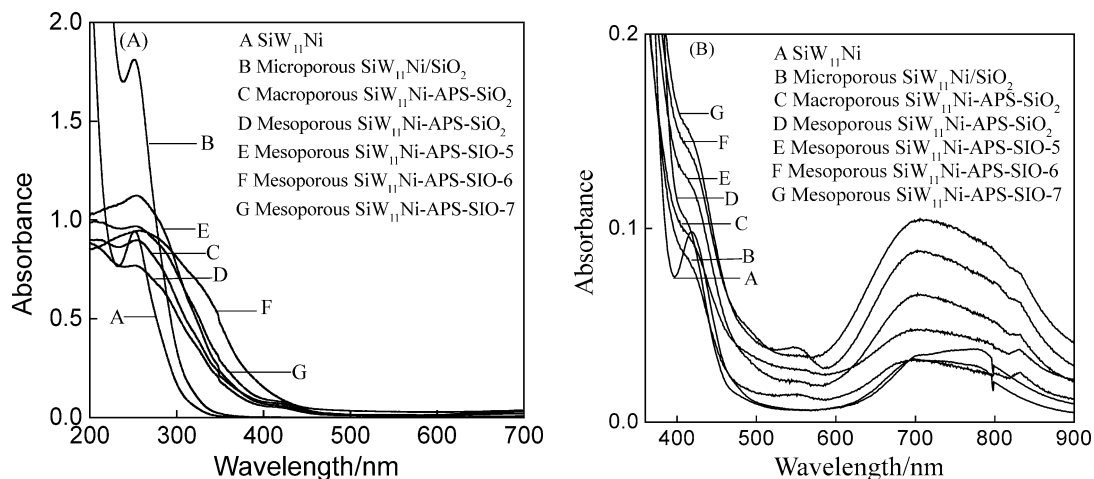 2.0
1.5
1.0
0.5
0.0
Absorbance
200 300 400 500 600 700
Wavelength/nm
(A)
A SiW₁₁Ni
B Microporous SiW₁₁Ni/SiO₂
C Macroporous SiW₁₁Ni-APS-SiO₂
D Mesoporous SiW₁₁Ni-APS-SiO₂
E Mesoporous SiW₁₁Ni-APS-SIO-5
F Mesoporous SiW₁₁Ni-APS-SIO-6
G Mesoporous SiW₁₁Ni-APS-SIO-7
B
E
C
D
F
A
G
0.2
0.1
0.0
Absorbance
400 500 600 700 800 900
Wavelength/nm
(B)
A SiW₁₁Ni
B Microporous SiW₁₁Ni/SiO₂
C Macroporous SiW₁₁Ni-APS-SiO₂
D Mesoporous SiW₁₁Ni-APS-SiO₂
E Mesoporous SiW₁₁Ni-APS-SIO-5
F Mesoporous SiW₁₁Ni-APS-SIO-6
G Mesoporous SiW₁₁Ni-APS-SIO-7
G
F
E
D
C
B
A